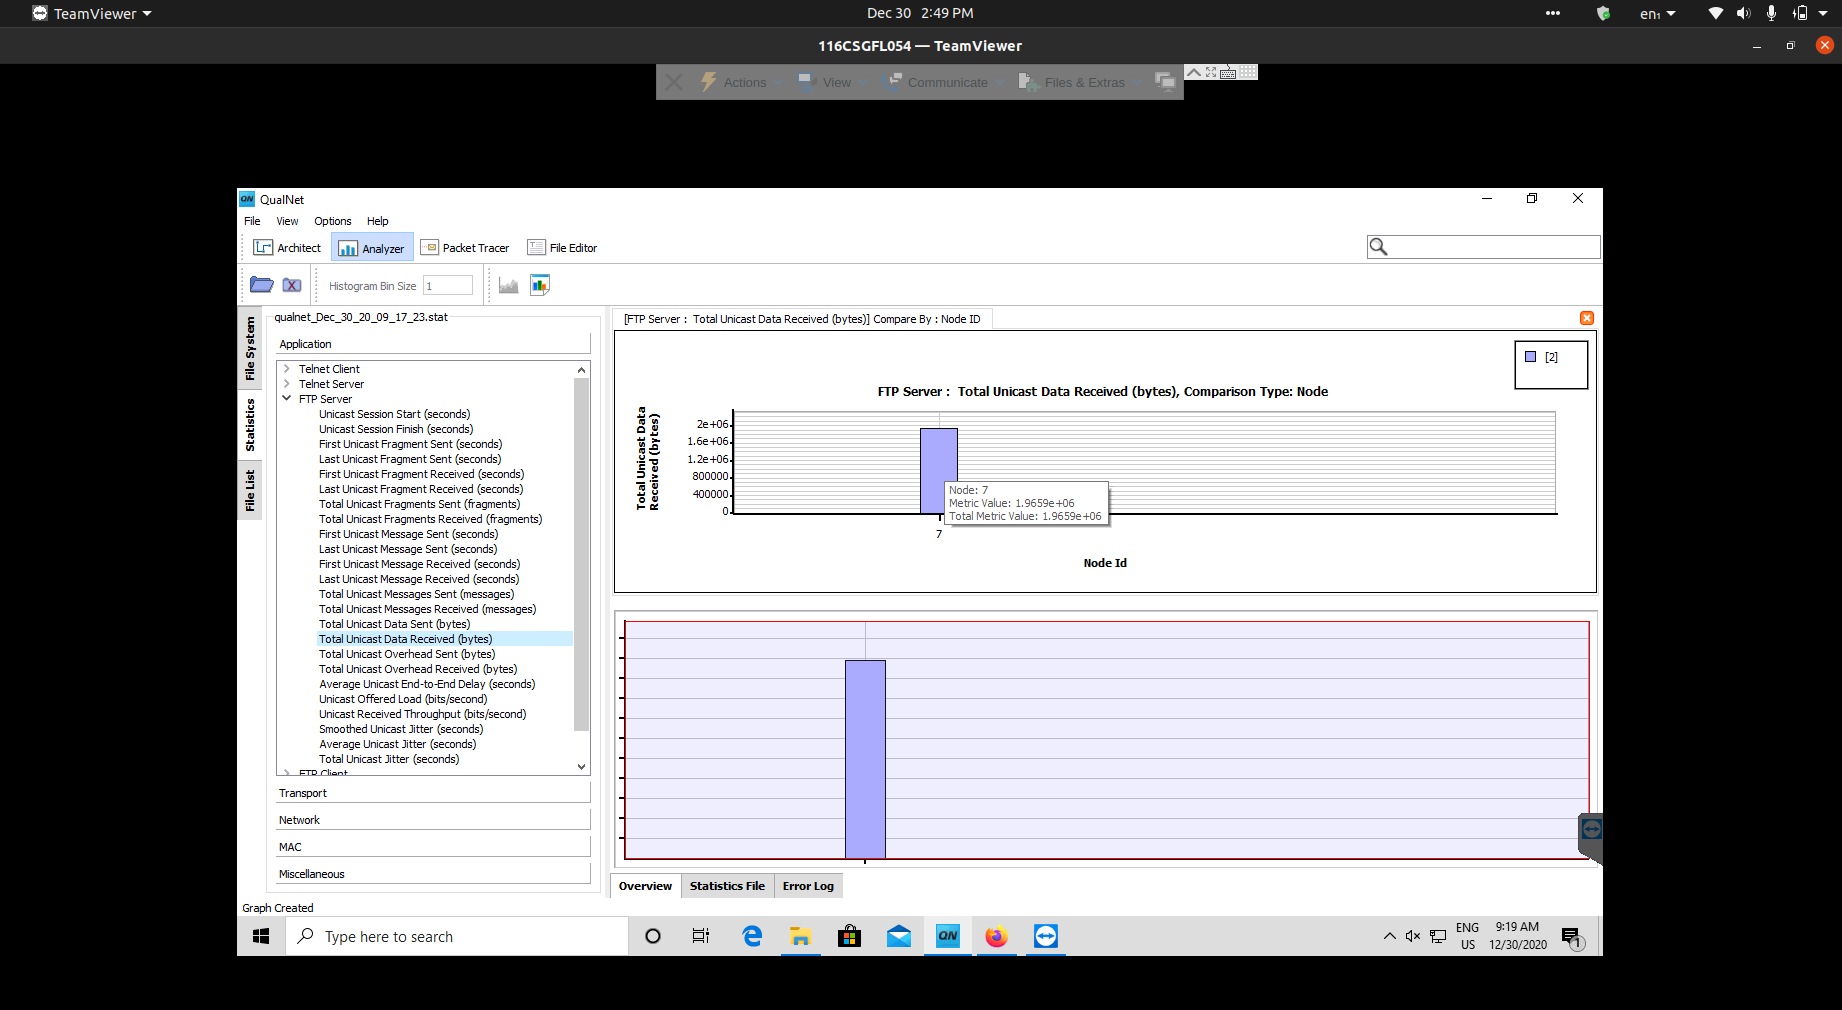 TeamViewer
Dec 30 2:49 PM
en₁
116CSGFL054 — TeamViewer
Actions
View
Communicate
Files & Extras
QN QualNet
File View Options Help
Architect
Analyzer
Packet Tracer
File Editor
Histogram Bin Size 1
File System
Statistics
File List
qualnet_Dec_30_20_09_17_23.stat
Application
Telnet Client
Telnet Server
FTP Server
Unicast Session Start (seconds)
Unicast Session Finish (seconds)
First Unicast Fragment Sent (seconds)
Last Unicast Fragment Sent (seconds)
First Unicast Fragment Received (seconds)
Last Unicast Fragment Received (seconds)
Total Unicast Fragments Sent (fragments)
Total Unicast Fragments Received (fragments)
First Unicast Message Sent (seconds)
Last Unicast Message Sent (seconds)
First Unicast Message Received (seconds)
Last Unicast Message Received (seconds)
Total Unicast Messages Sent (messages)
Total Unicast Messages Received (messages)
Total Unicast Data Sent (bytes)
Total Unicast Data Received (bytes)
Total Unicast Overhead Sent (bytes)
Total Unicast Overhead Received (bytes)
Average Unicast End-to-End Delay (seconds)
Unicast Offered Load (bits/second)
Unicast Received Throughput (bits/second)
Smoothed Unicast Jitter (seconds)
Average Unicast Jitter (seconds)
Total Unicast Jitter (seconds)
FTP Client
Transport
Network
MAC
Miscellaneous
Graph Created
[FTP Server : Total Unicast Data Received (bytes)] Compare By : Node ID
[2]
FTP Server : Total Unicast Data Received (bytes), Comparison Type: Node
Total Unicast Data
Received (bytes)
2e+06
1.6e+06
1.2e+06
800000
400000
0
Node: 7
Metric Value: 1.9659e+06
Total Metric Value: 1.9659e+06
7
Node Id
Overview
Statistics File
Error Log
Type here to search
QN
ENG
US
9:19 AM
12/30/2020
1